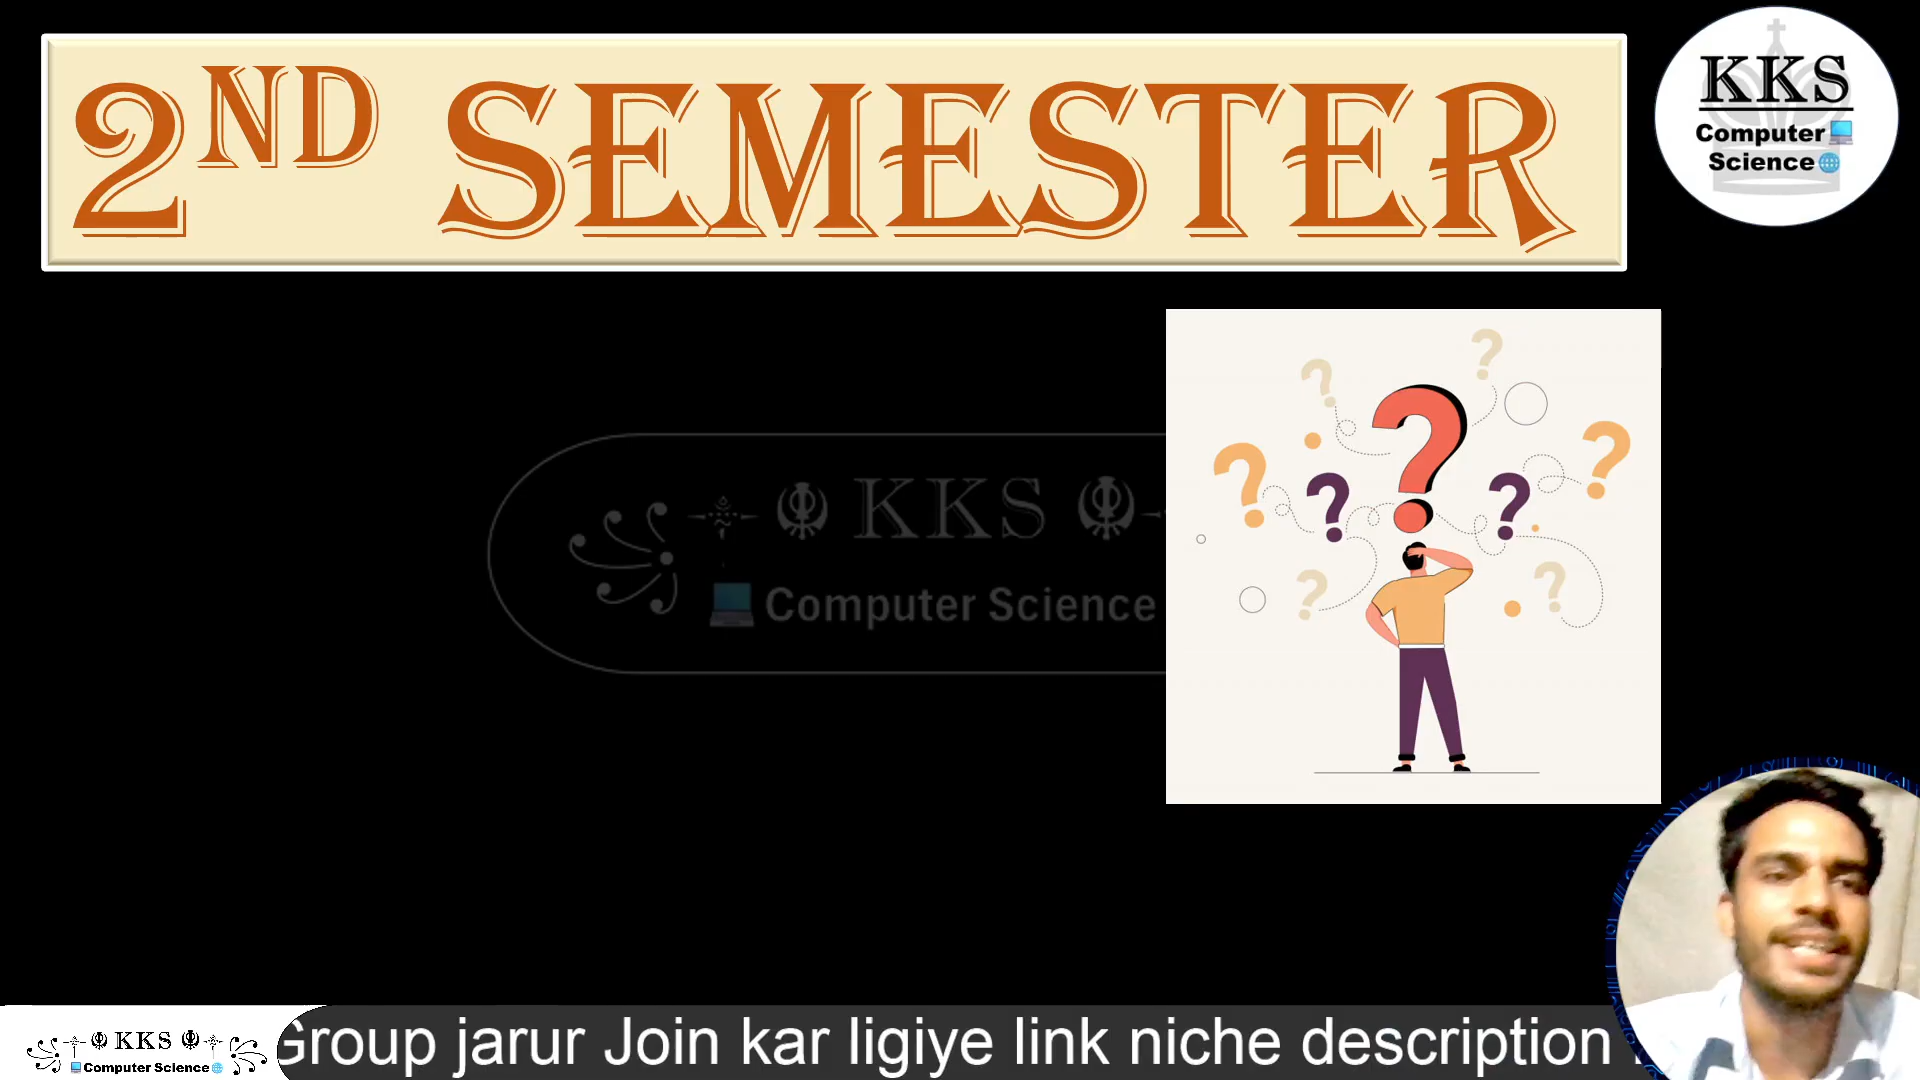 2ND SEMESTER
KKS
Computer
Science
KKS
Computer Science
KKS
Computer Science
Group jarur Join kar ligiye link niche description